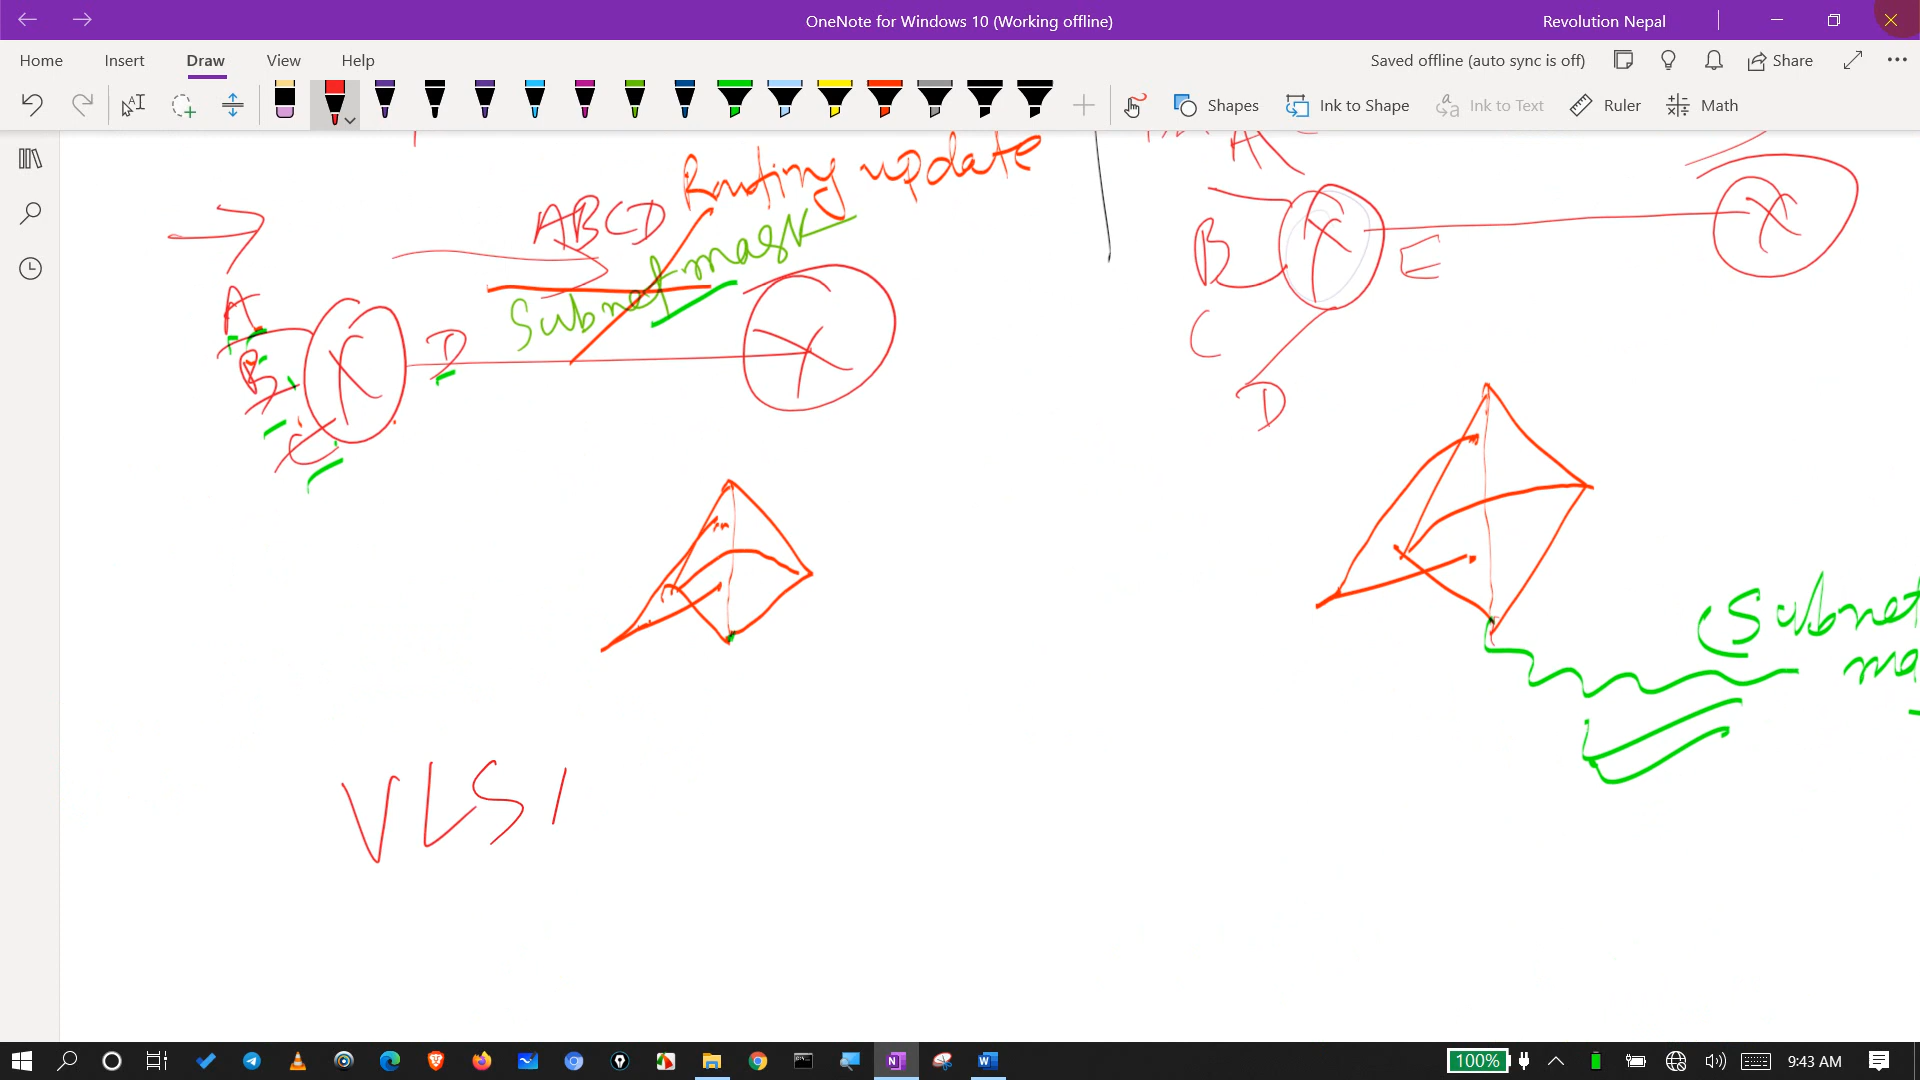 OneNote for Windows 10 (Working offline)
Revolution Nepal
Home Insert Draw View Help
Saved offline (auto sync is off)
Share
Shapes
Ink to Shape
Ink to Text
Ruler
Math
Routing update
ABCD
Subnet mask
A
B
C
D
A
B
C
D
E
Subnet
ma
VLS
100%
9:43 AM